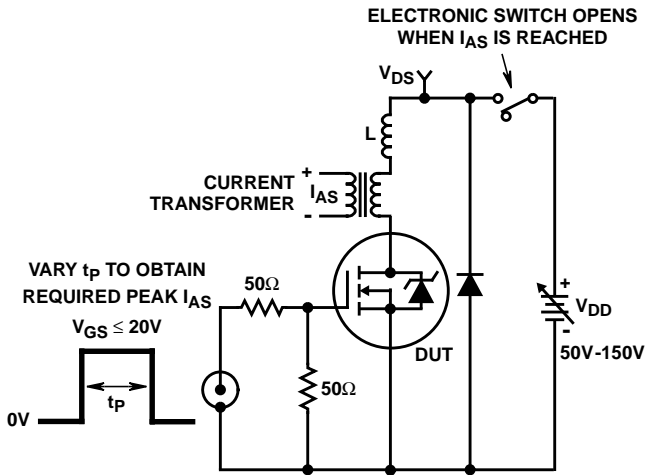 ELECTRONIC SWITCH OPENS
WHEN IAS IS REACHED
VDS
L
+
CURRENT
TRANSFORMER
IAS
-
VARY tP TO OBTAIN
REQUIRED PEAK IAS
50Ω
VGS ≤ 20V
+
VDD
-
DUT
50V-150V
50Ω
tP
0V